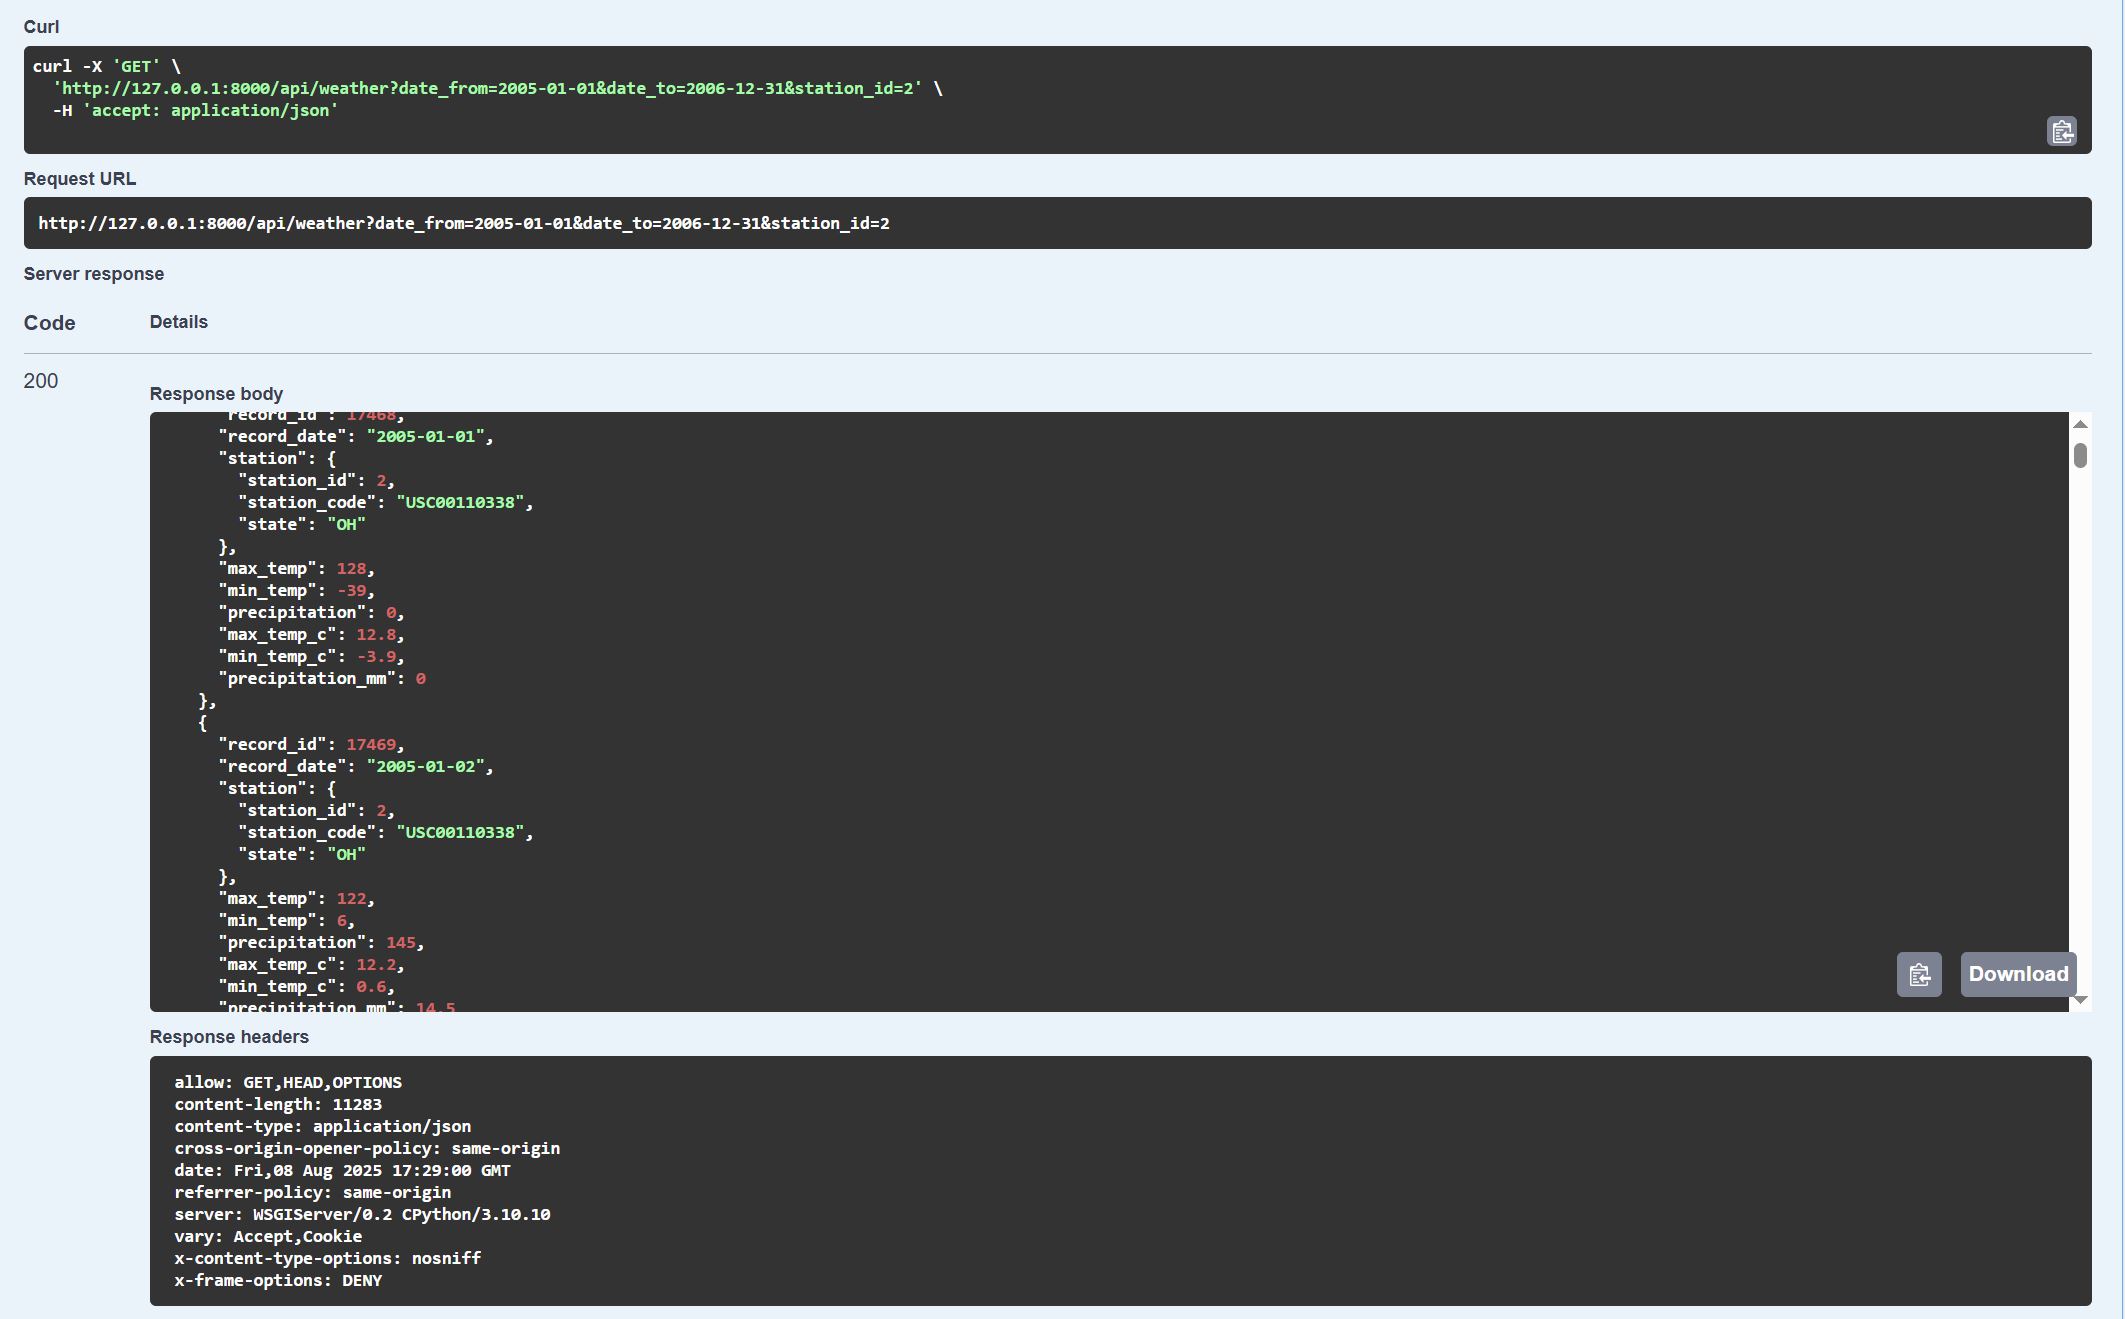 Curl
curl -X 'GET' \
  'http://127.0.0.1:8000/api/weather?date_from=2005-01-01&date_to=2006-12-31&station_id=2' \
  -H 'accept: application/json'
Request URL
http://127.0.0.1:8000/api/weather?date_from=2005-01-01&date_to=2006-12-31&station_id=2
Server response
Code Details
200
Response body
"record_id": 17468,
"record_date": "2005-01-01",
"station": {
"station_id": 2,
"station_code": "USC00110338",
"state": "OH"
},
"max_temp": 128,
"min_temp": -39,
"precipitation": 0,
"max_temp_c": 12.8,
"min_temp_c": -3.9,
"precipitation_mm": 0
},
{
"record_id": 17469,
"record_date": "2005-01-02",
"station": {
"station_id": 2,
"station_code": "USC00110338",
"state": "OH"
},
"max_temp": 122,
"min_temp": 6,
"precipitation": 145,
"max_temp_c": 12.2,
"min_temp_c": 0.6,
"precipitation_mm": 14.5
Download
Response headers
allow: GET,HEAD,OPTIONS
content-length: 11283
content-type: application/json
cross-origin-opener-policy: same-origin
date: Fri,08 Aug 2025 17:29:00 GMT
referrer-policy: same-origin
server: WSGIServer/0.2 CPython/3.10.10
vary: Accept,Cookie
x-content-type-options: nosniff
x-frame-options: DENY